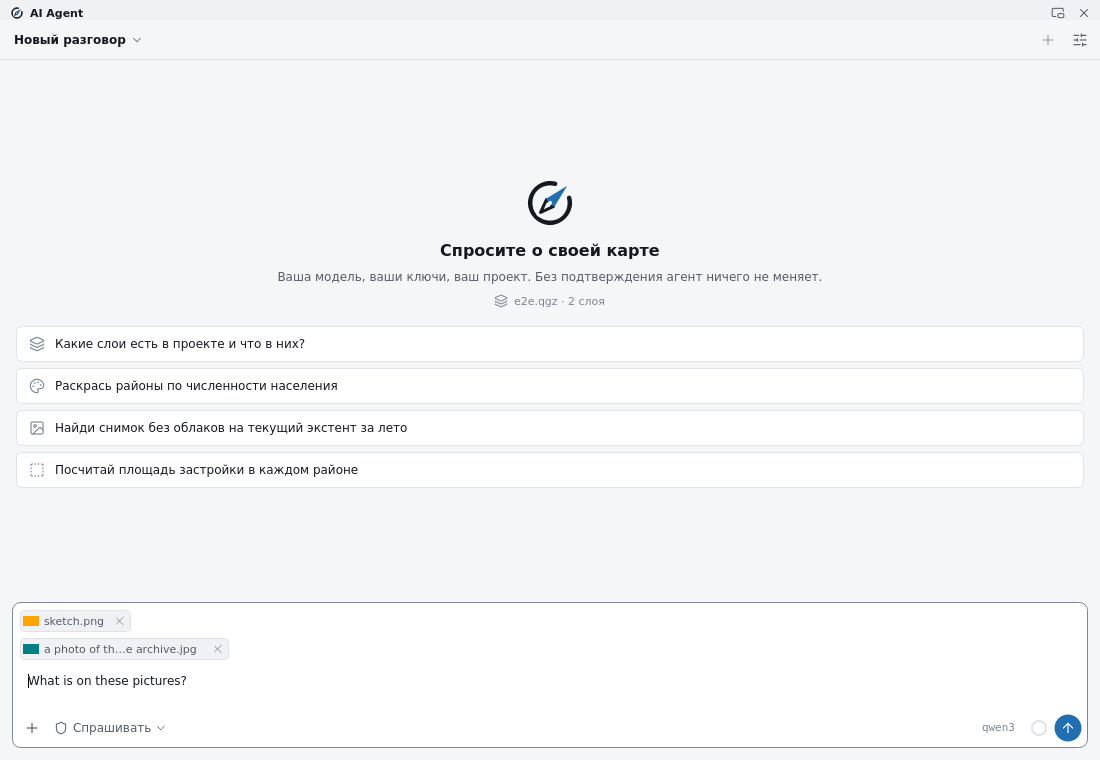 AI Agent
Новый разговор
Спросите о своей карте
Ваша модель, ваши ключи, ваш проект. Без подтверждения агент ничего не меняет.
e2e.qgz · 2 слоя
Какие слои есть в проекте и что в них?
Раскрась районы по численности населения
Найди снимок без облаков на текущий экстент за лето
Посчитай площадь застройки в каждом районе
sketch.png
a photo of th…e archive.jpg
What is on these pictures?
Спрашивать
qwen3